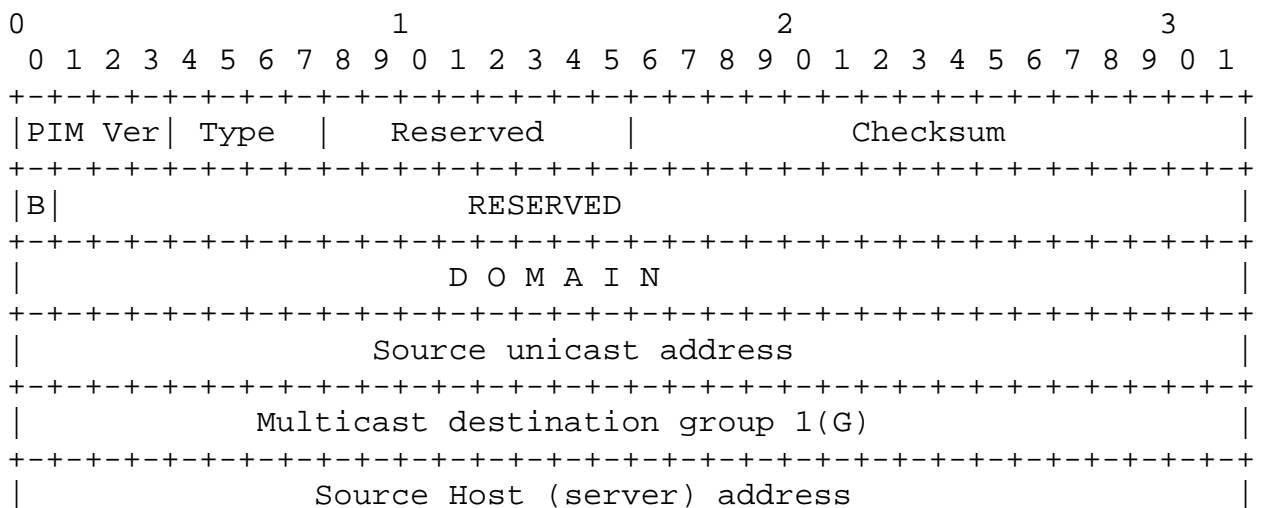 0                   1                   2                   3
 0 1 2 3 4 5 6 7 8 9 0 1 2 3 4 5 6 7 8 9 0 1 2 3 4 5 6 7 8 9 0 1
+-+-+-+-+-+-+-+-+-+-+-+-+-+-+-+-+-+-+-+-+-+-+-+-+-+-+-+-+-+-+-+-+
|PIM Ver| Type  |   Reserved    |           Checksum            |
+-+-+-+-+-+-+-+-+-+-+-+-+-+-+-+-+-+-+-+-+-+-+-+-+-+-+-+-+-+-+-+-+
|B|                     RESERVED                                |
+-+-+-+-+-+-+-+-+-+-+-+-+-+-+-+-+-+-+-+-+-+-+-+-+-+-+-+-+-+-+-+-+
|                      D O M A I N                              |
+-+-+-+-+-+-+-+-+-+-+-+-+-+-+-+-+-+-+-+-+-+-+-+-+-+-+-+-+-+-+-+-+
|                  Source unicast address                       |
+-+-+-+-+-+-+-+-+-+-+-+-+-+-+-+-+-+-+-+-+-+-+-+-+-+-+-+-+-+-+-+-+
|            Multicast destination group 1(G)                   |
+-+-+-+-+-+-+-+-+-+-+-+-+-+-+-+-+-+-+-+-+-+-+-+-+-+-+-+-+-+-+-+-+
|               Source Host (server) address                    |